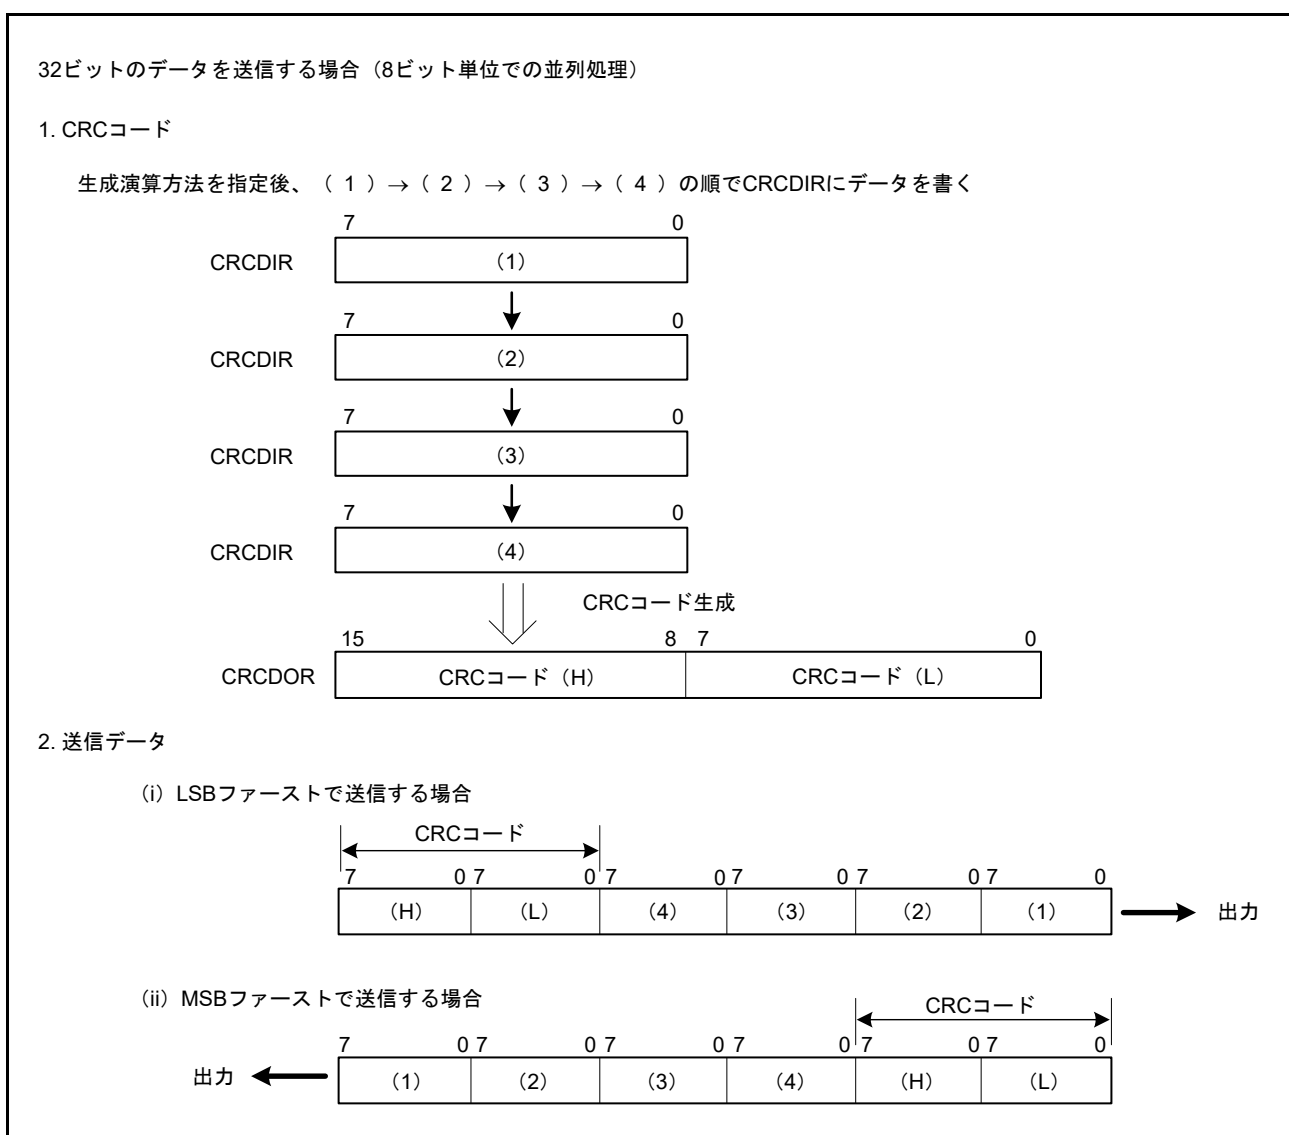 32ビットのデータを送信する場合（8ビット単位での並列処理）
1. CRCコード
生成演算方法を指定後、（ 1 ）→（ 2 ）→（ 3 ）→（ 4 ）の順でCRCDIRにデータを書く
7 0
CRCDIR （1）
7 0
CRCDIR （2）
7 0
CRCDIR （3）
7 0
CRCDIR （4）
CRCコード生成
15 8 7 0
CRCDOR CRCコード（H） CRCコード（L）
2. 送信データ
（i）LSBファーストで送信する場合
CRCコード
7 0 7 0 7 0 7 0 7 0 7 0
（H） （L） （4） （3） （2） （1） 出力
（ii）MSBファーストで送信する場合
CRCコード
7 0 7 0 7 0 7 0 7 0 7 0
出力 （1） （2） （3） （4） （H） （L）